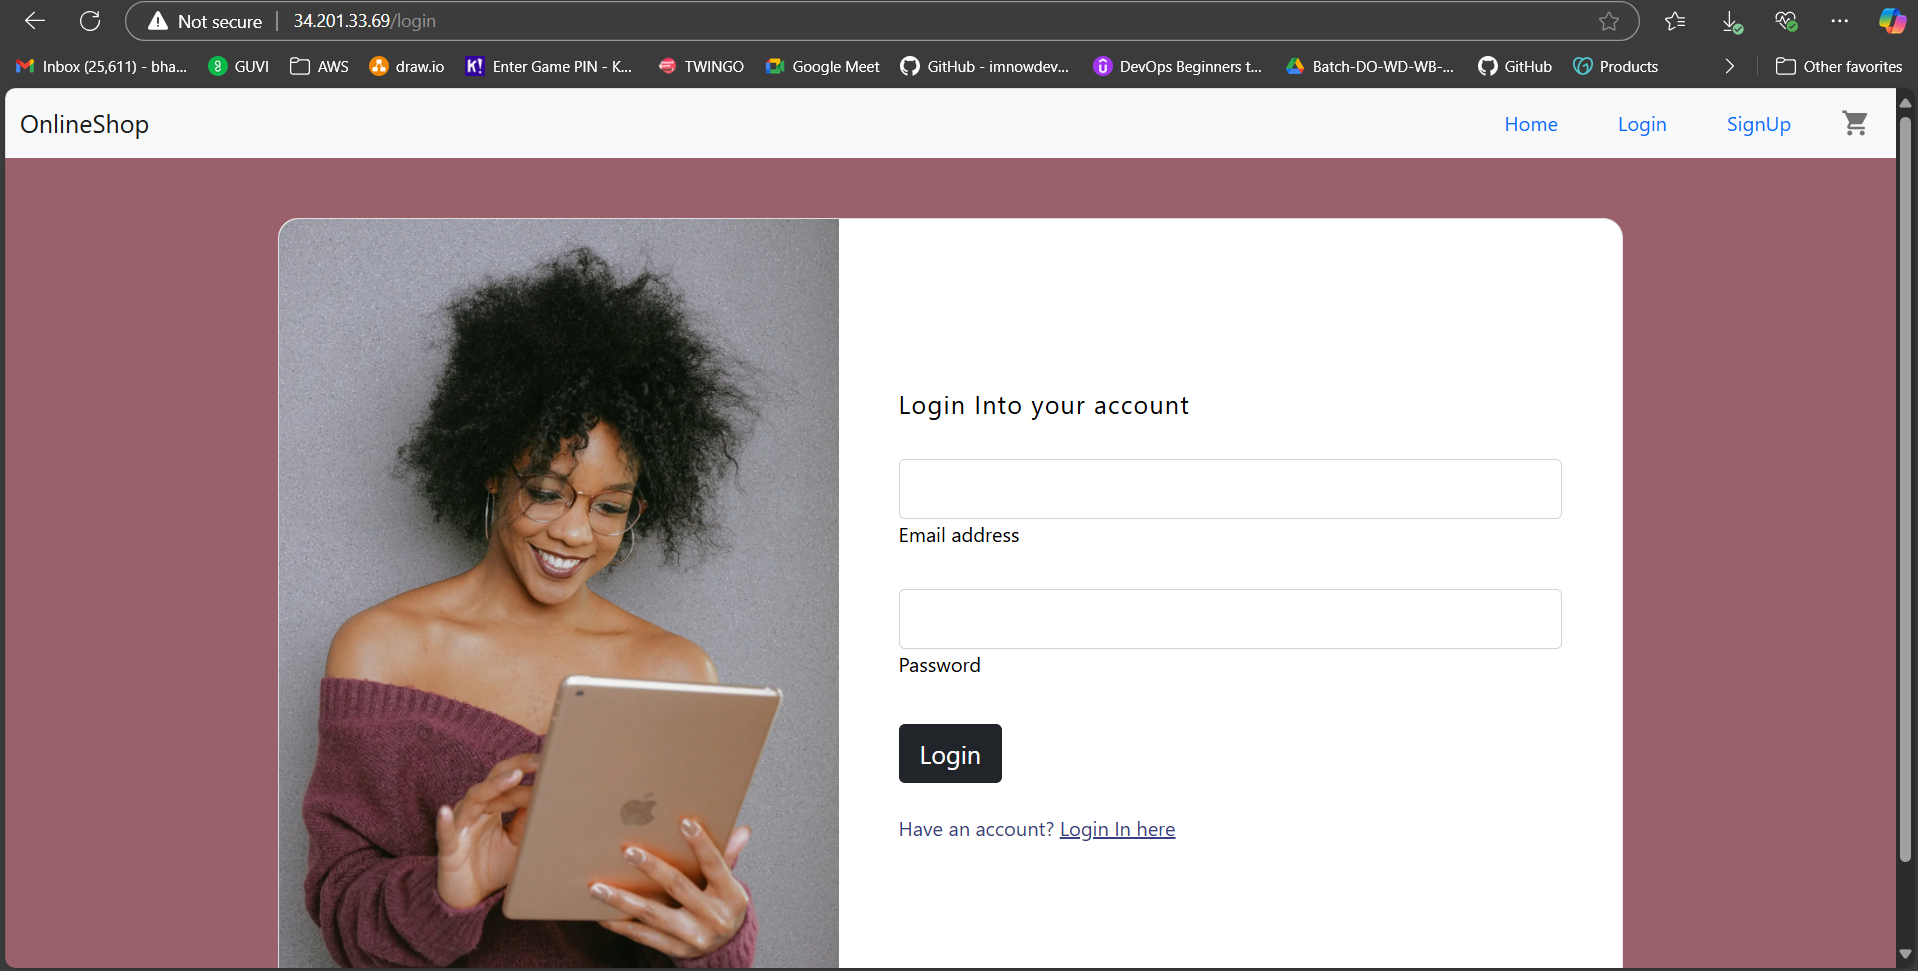 Not secure 34.201.33.69/login
Inbox (25,611) - bha... GUVI AWS draw.io K! Enter Game PIN - K... TWINGO Google Meet GitHub - imnowdev... DevOps Beginners t... Batch-DO-WD-WB-... GitHub Products Other favorites
OnlineShop Home Login SignUp
Login Into your account
Email address
Password
Login
Have an account? Login In here